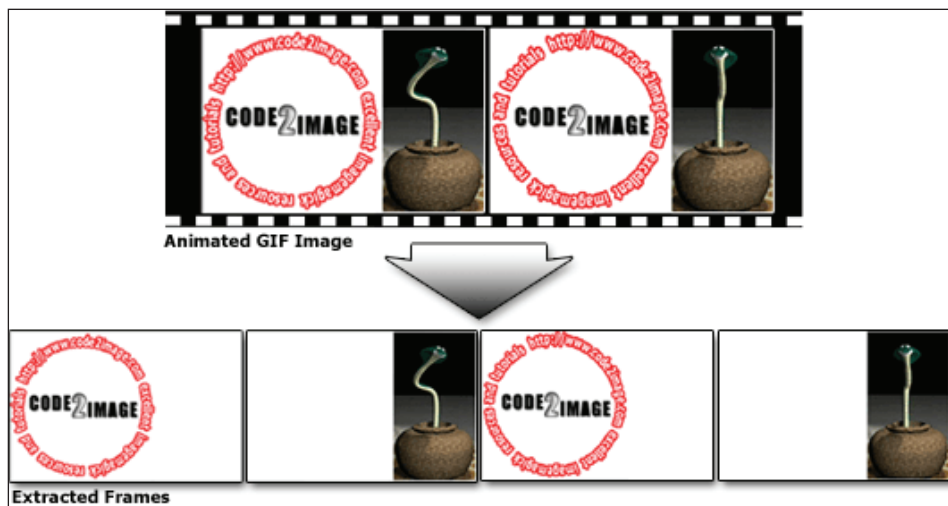 http://www.code2image.com excellent imagemagick resources and tutorials
CODE2IMAGE
http://www.code2image.com excellent imagemagick resources and tutorials
CODE2IMAGE
Animated GIF Image
http://www.code2image.com excellent imagemagick resources and tutorials
CODE2IMAGE
http://www.code2image.com excellent imagemagick resources and tutorials
CODE2IMAGE
Extracted Frames